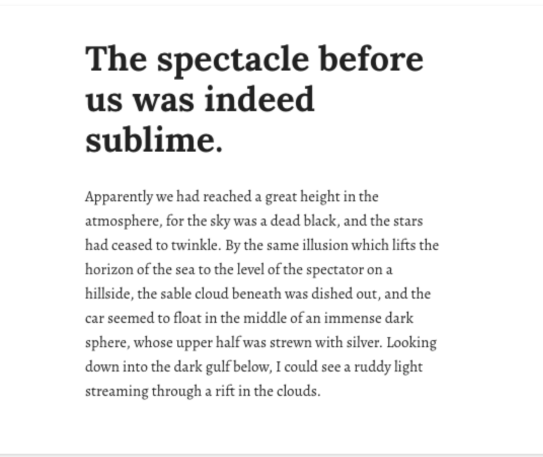 The spectacle before
us was indeed
sublime.
Apparently we had reached a great height in the
atmosphere, for the sky was a dead black, and the stars
had ceased to twinkle. By the same illusion which lifts the
horizon of the sea to the level of the spectator on a
hillside, the sable cloud beneath was dished out, and the
car seemed to float in the middle of an immense dark
sphere, whose upper half was strewn with silver. Looking
down into the dark gulf below, I could see a ruddy light
streaming through a rift in the clouds.